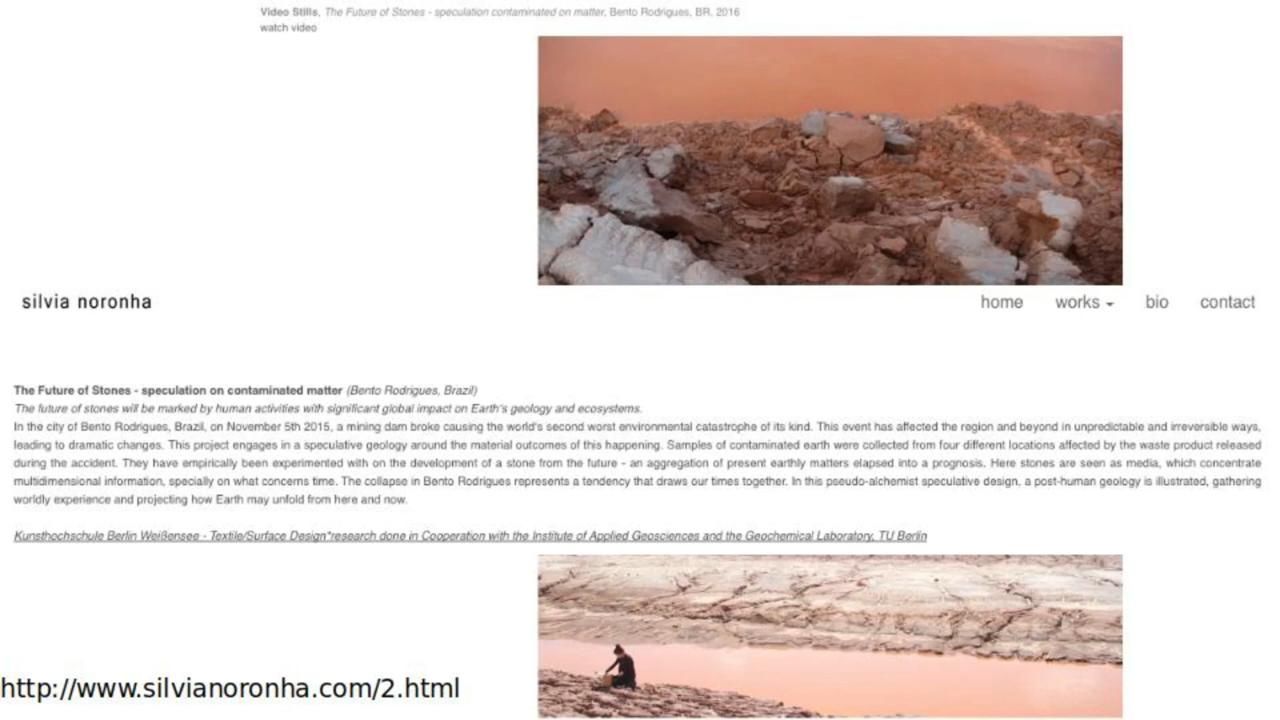 Video Stills, The Future of Stones - speculation contaminated on matter, Bento Rodrigues, BR, 2016
watch video
silvia noronha
home works bio contact
The Future of Stones - speculation on contaminated matter (Bento Rodrigues, Brazil)
The future of stones will be marked by human activities with significant global impact on Earth's geology and ecosystems.
In the city of Bento Rodrigues, Brazil, on November 5th 2015, a mining dam broke causing the world's second worst environmental catastrophe of its kind. This event has affected the region and beyond in unpredictable and irreversible ways,
leading to dramatic changes. This project engages in a speculative geology around the material outcomes of this happening. Samples of contaminated earth were collected from four different locations affected by the waste product released
during the accident. They have empirically been experimented with on the development of a stone from the future - an aggregation of present earthly matters elapsed into a prognosis. Here stones are seen as media, which concentrate
multidimensional information, specially on what concerns time. The collapse in Bento Rodrigues represents a tendency that draws our times together. In this pseudo-alchemist speculative design, a post-human geology is illustrated, gathering
worldly experience and projecting how Earth may unfold from here and now.
Kunsthochschule Berlin Weißensee - Textile/Surface Design*research done in Cooperation with the Institute of Applied Geosciences and the Geochemical Laboratory, TU Berlin
http://www.silvianoronha.com/2.html